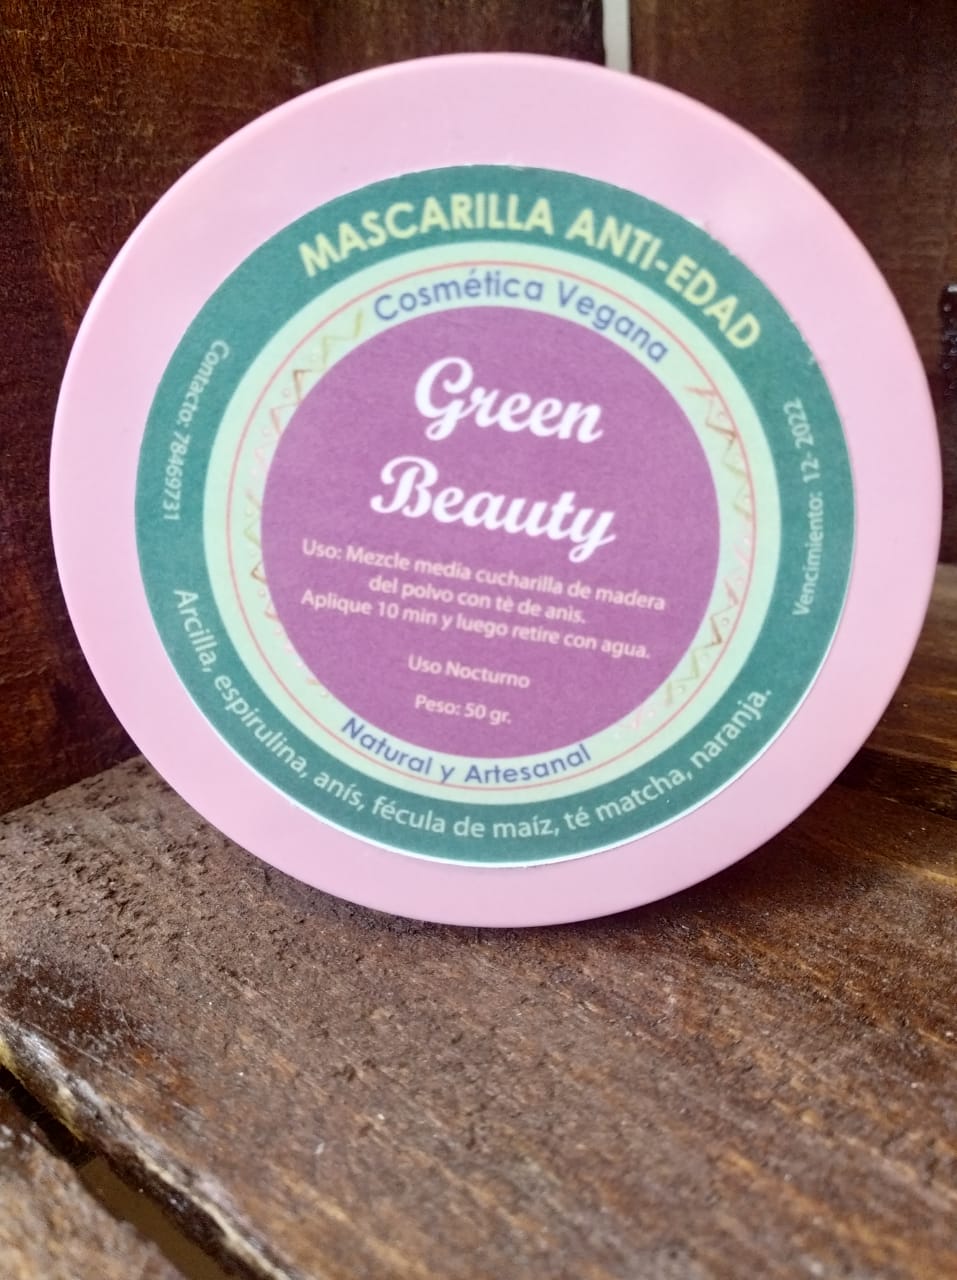 MASCARILLA ANTI-EDAD
Cosmética Vegana
Green
Beauty
Uso: Mezcle media cucharilla de madera
del polvo con tè de anìs.
Aplique 10 min y luego retire con agua.
Uso Nocturno
Peso: 50 gr.
Natural y Artesanal
Contacto: 78469731
Vencimiento: 12- 2022
Arcilla, espirulina, anís, fécula de maíz, té matcha, naranja.